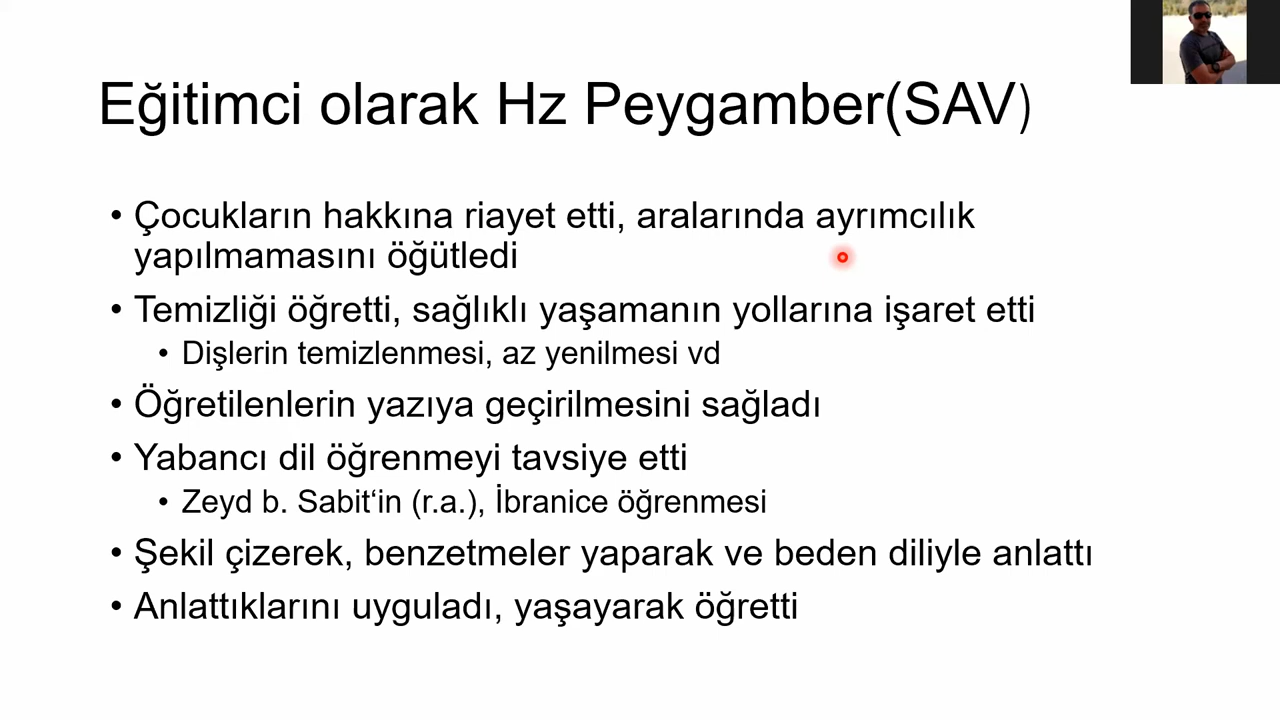 Eğitimci olarak Hz Peygamber(SAV)
• Çocukların hakkına riayet etti, aralarında ayrımcılık
yapılmamasını öğütledi
• Temizliği öğretti, sağlıklı yaşamanın yollarına işaret etti
• Dişlerin temizlenmesi, az yenilmesi vd
• Öğretilenlerin yazıya geçirilmesini sağladı
• Yabancı dil öğrenmeyi tavsiye etti
• Zeyd b. Sabit‘in (r.a.), İbranice öğrenmesi
• Şekil çizerek, benzetmeler yaparak ve beden diliyle anlattı
• Anlattıklarını uyguladı, yaşayarak öğretti